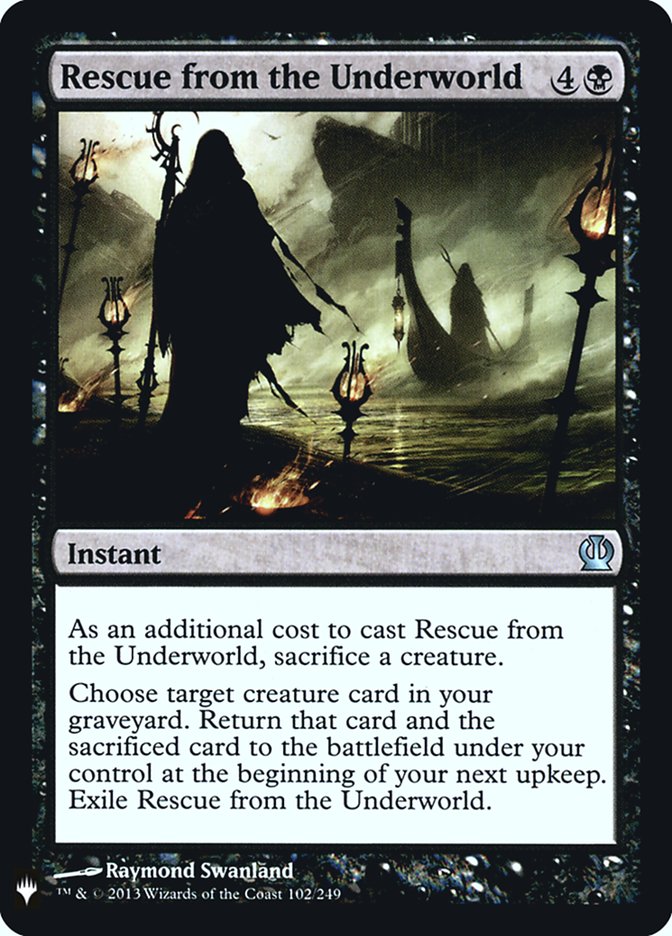 Rescue from the Underworld 4
Instant
As an additional cost to cast Rescue from
the Underworld, sacrifice a creature.
Choose target creature card in your
graveyard. Return that card and the
sacrificed card to the battlefield under your
control at the beginning of your next upkeep.
Exile Rescue from the Underworld.
Raymond Swanland
™ & © 2013 Wizards of the Coast 102/249